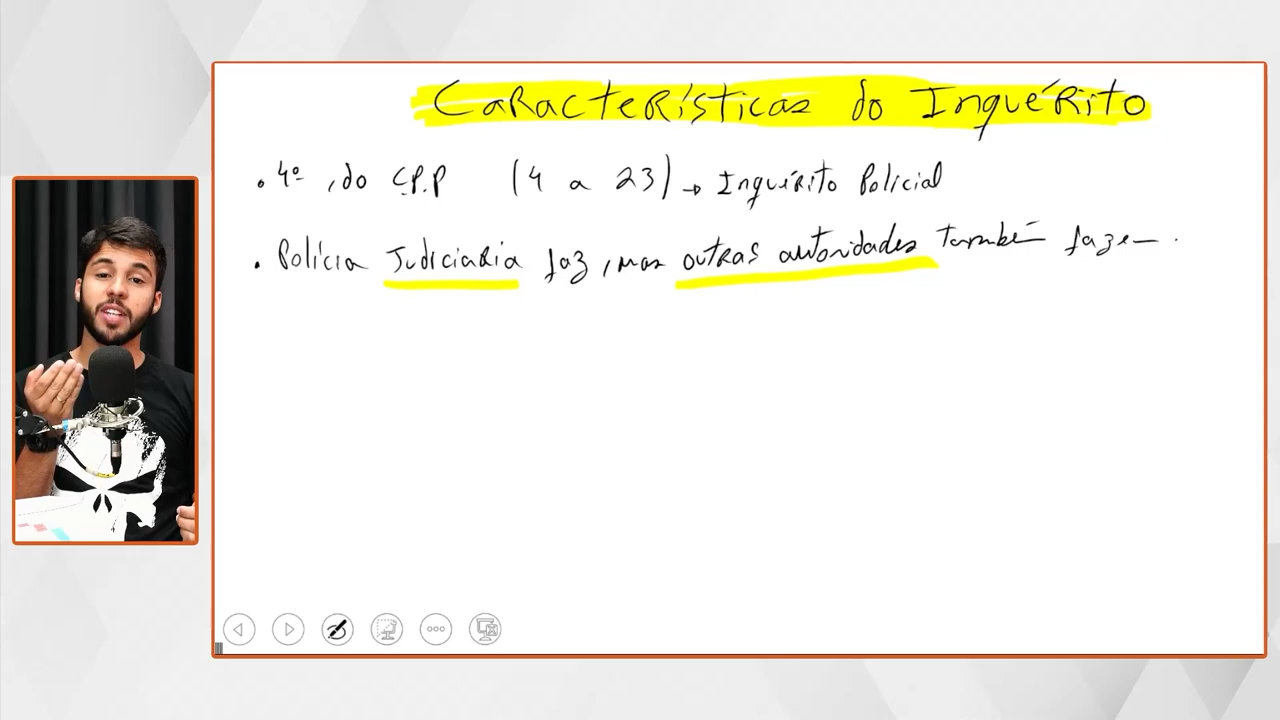 Características do Inquérito
• 4º, do C.P.P (4 a 23) → Inquérito Policial
• Polícia Judiciária faz, mas outras autoridades também fazem.